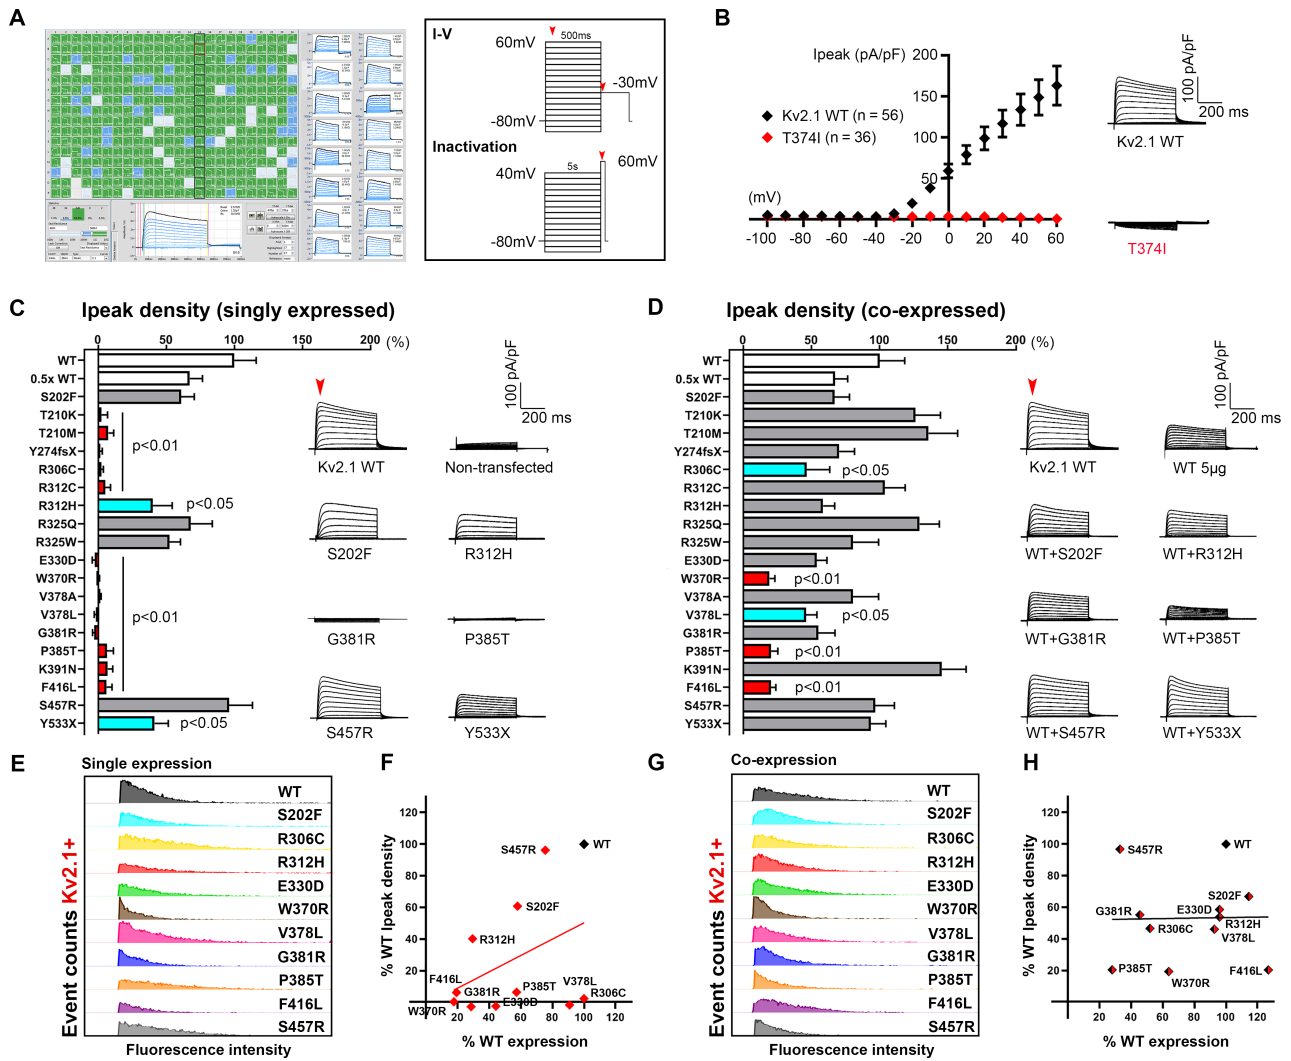 A
I-V
60mV
500ms
-30mV
-80mV
Inactivation
5s
60mV
40mV
-80mV
B
Ipeak (pA/pF)
200
150
100
50
Kv2.1 WT (n = 56)
T374I (n = 36)
(mV)
-100 -80 -60 -40 -20 0 20 40 60
100 pA/pF
200 ms
Kv2.1 WT
T374I
C
Ipeak density (singly expressed)
0 50 100 150 200 (%)
WT
0.5x WT
S202F
T210K
T210M
Y274fsX
R306C
R312C
R312H
R325Q
R325W
E330D
W370R
V378A
V378L
G381R
P385T
K391N
F416L
S457R
Y533X
p<0.01
p<0.05
p<0.01
p<0.05
100 pA/pF
200 ms
Kv2.1 WT
Non-transfected
S202F
R312H
G381R
P385T
S457R
Y533X
D
Ipeak density (co-expressed)
0 50 100 150 200 (%)
WT
0.5x WT
S202F
T210K
T210M
Y274fsX
R306C
R312C
R312H
R325Q
R325W
E330D
W370R
V378A
V378L
G381R
P385T
K391N
F416L
S457R
Y533X
p<0.05
p<0.01
p<0.05
p<0.01
p<0.01
100 pA/pF
200 ms
Kv2.1 WT
WT 5µg
WT+S202F
WT+R312H
WT+G381R
WT+P385T
WT+S457R
WT+Y533X
E
Single expression
Event counts Kv2.1+
WT
S202F
R306C
R312H
E330D
W370R
V378L
G381R
P385T
F416L
S457R
Fluorescence intensity
F
% WT Ipeak density
120
100
80
60
40
20
0
S457R
WT
S202F
R312H
F416L
G381R
P385T
V378L
R306C
W370R
E330D
20 40 60 80 100 120
% WT expression
G
Co-expression
Event counts Kv2.1+
WT
S202F
R306C
R312H
E330D
W370R
V378L
G381R
P385T
F416L
S457R
Fluorescence intensity
H
% WT Ipeak density
120
100
80
60
40
20
S457R
WT
S202F
G381R
E330D
R312H
R306C
V378L
P385T
W370R
F416L
20 40 60 80 100 120
% WT expression